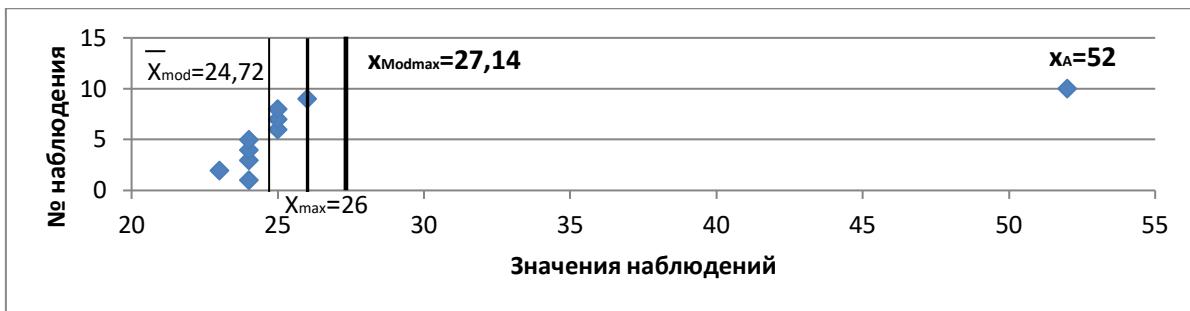 № наблюдения
15
10
5
0
X̅mod=24,72
xModmax=27,14
xA=52
Xmax=26
20 25 30 35 40 45 50 55
Значения наблюдений